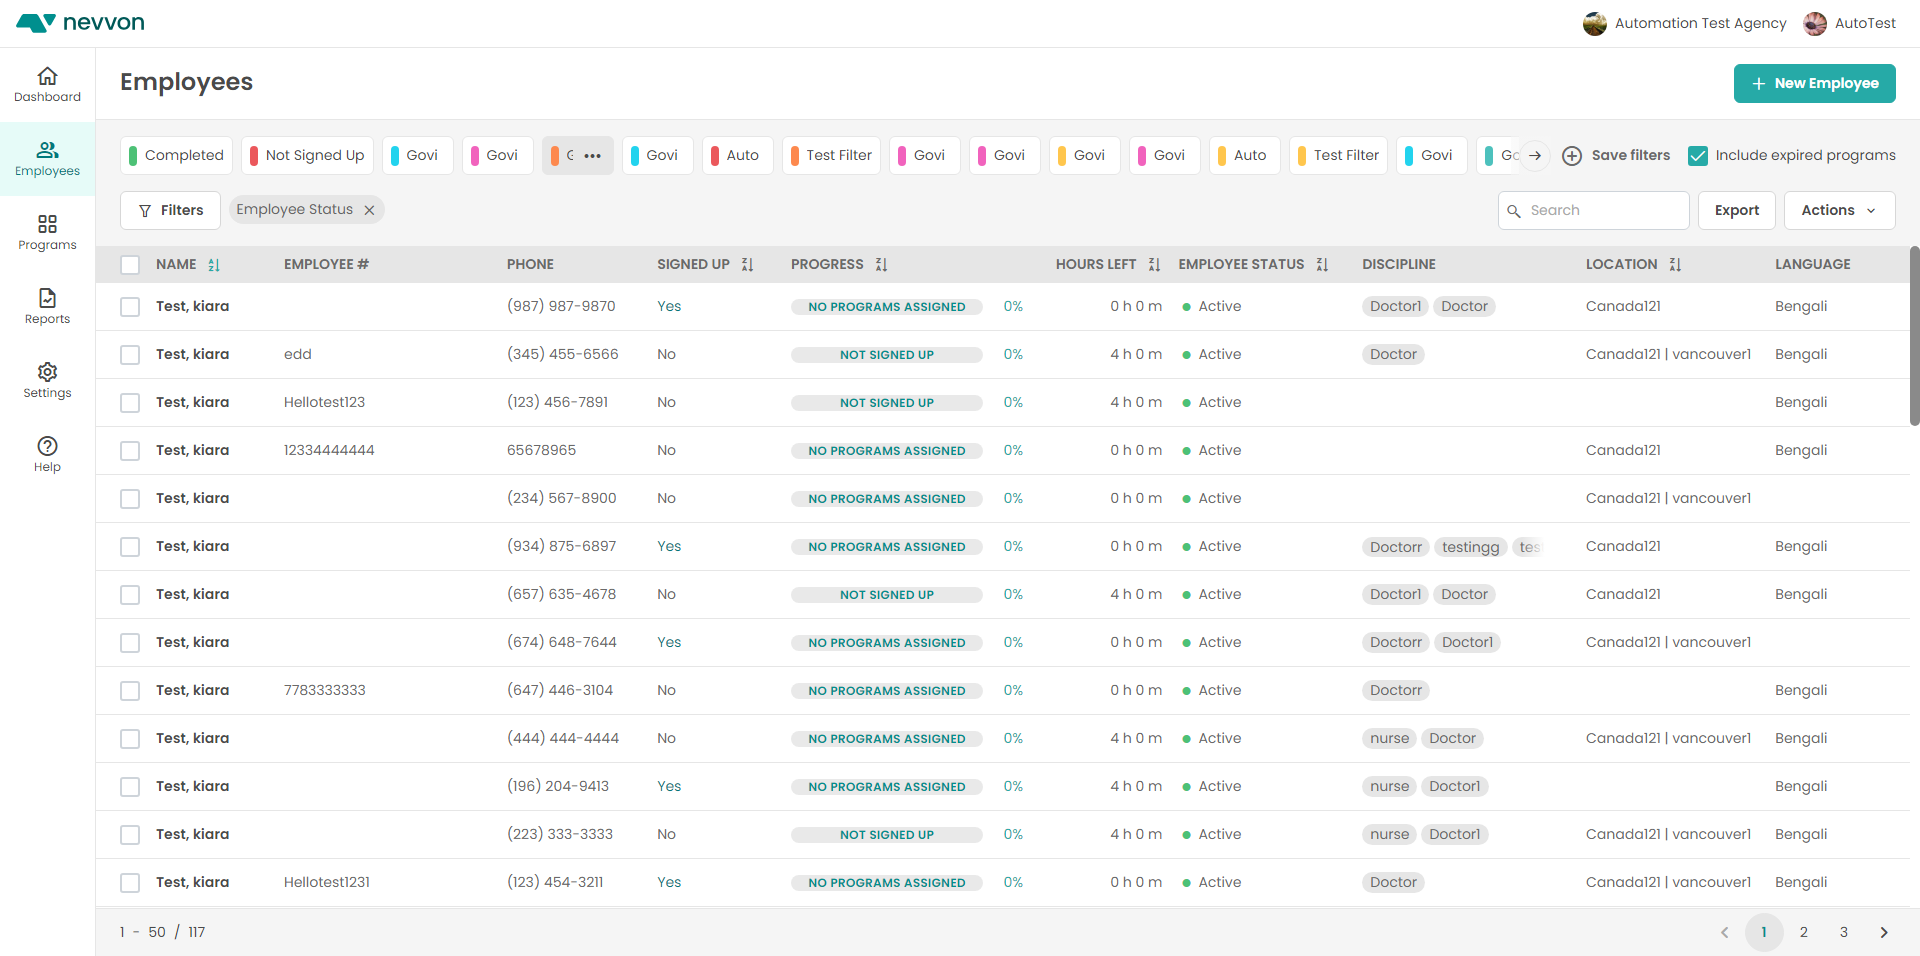 nevvon
Automation Test Agency AutoTest
Dashboard
Employees
Programs
Reports
Settings
Help
Employees
+ New Employee
Completed Not Signed Up Govi Govi ••• Govi Auto Test Filter Govi Govi Govi Govi Auto Test Filter Govi Save filters Include expired programs
Filters Employee Status Search Export Actions
NAME EMPLOYEE # PHONE SIGNED UP PROGRESS HOURS LEFT EMPLOYEE STATUS DISCIPLINE LOCATION LANGUAGE
Test, kiara (987) 987-9870 Yes NO PROGRAMS ASSIGNED 0% 0 h 0 m Active Doctor1 Doctor Canada121 Bengali
Test, kiara edd (345) 455-6566 No NOT SIGNED UP 0% 4 h 0 m Active Doctor Canada121 | vancouver1 Bengali
Test, kiara Hellotest123 (123) 456-7891 No NOT SIGNED UP 0% 4 h 0 m Active Bengali
Test, kiara 12334444444 65678965 No NO PROGRAMS ASSIGNED 0% 0 h 0 m Active Canada121 Bengali
Test, kiara (234) 567-8900 No NO PROGRAMS ASSIGNED 0% 0 h 0 m Active Canada121 | vancouver1
Test, kiara (934) 875-6897 Yes NO PROGRAMS ASSIGNED 0% 0 h 0 m Active Doctorr testingg Canada121 Bengali
Test, kiara (657) 635-4678 No NOT SIGNED UP 0% 4 h 0 m Active Doctor1 Doctor Canada121 Bengali
Test, kiara (674) 648-7644 Yes NO PROGRAMS ASSIGNED 0% 0 h 0 m Active Doctorr Doctor1 Canada121 | vancouver1
Test, kiara 7783333333 (647) 446-3104 No NO PROGRAMS ASSIGNED 0% 0 h 0 m Active Doctorr Bengali
Test, kiara (444) 444-4444 No NO PROGRAMS ASSIGNED 0% 4 h 0 m Active nurse Doctor Canada121 | vancouver1 Bengali
Test, kiara (196) 204-9413 Yes NO PROGRAMS ASSIGNED 0% 4 h 0 m Active nurse Doctor1 Bengali
Test, kiara (223) 333-3333 No NOT SIGNED UP 0% 4 h 0 m Active nurse Doctor1 Canada121 | vancouver1 Bengali
Test, kiara Hellotest1231 (123) 454-3211 Yes NO PROGRAMS ASSIGNED 0% 0 h 0 m Active Doctor Canada121 | vancouver1 Bengali
1 - 50 / 117 1 2 3